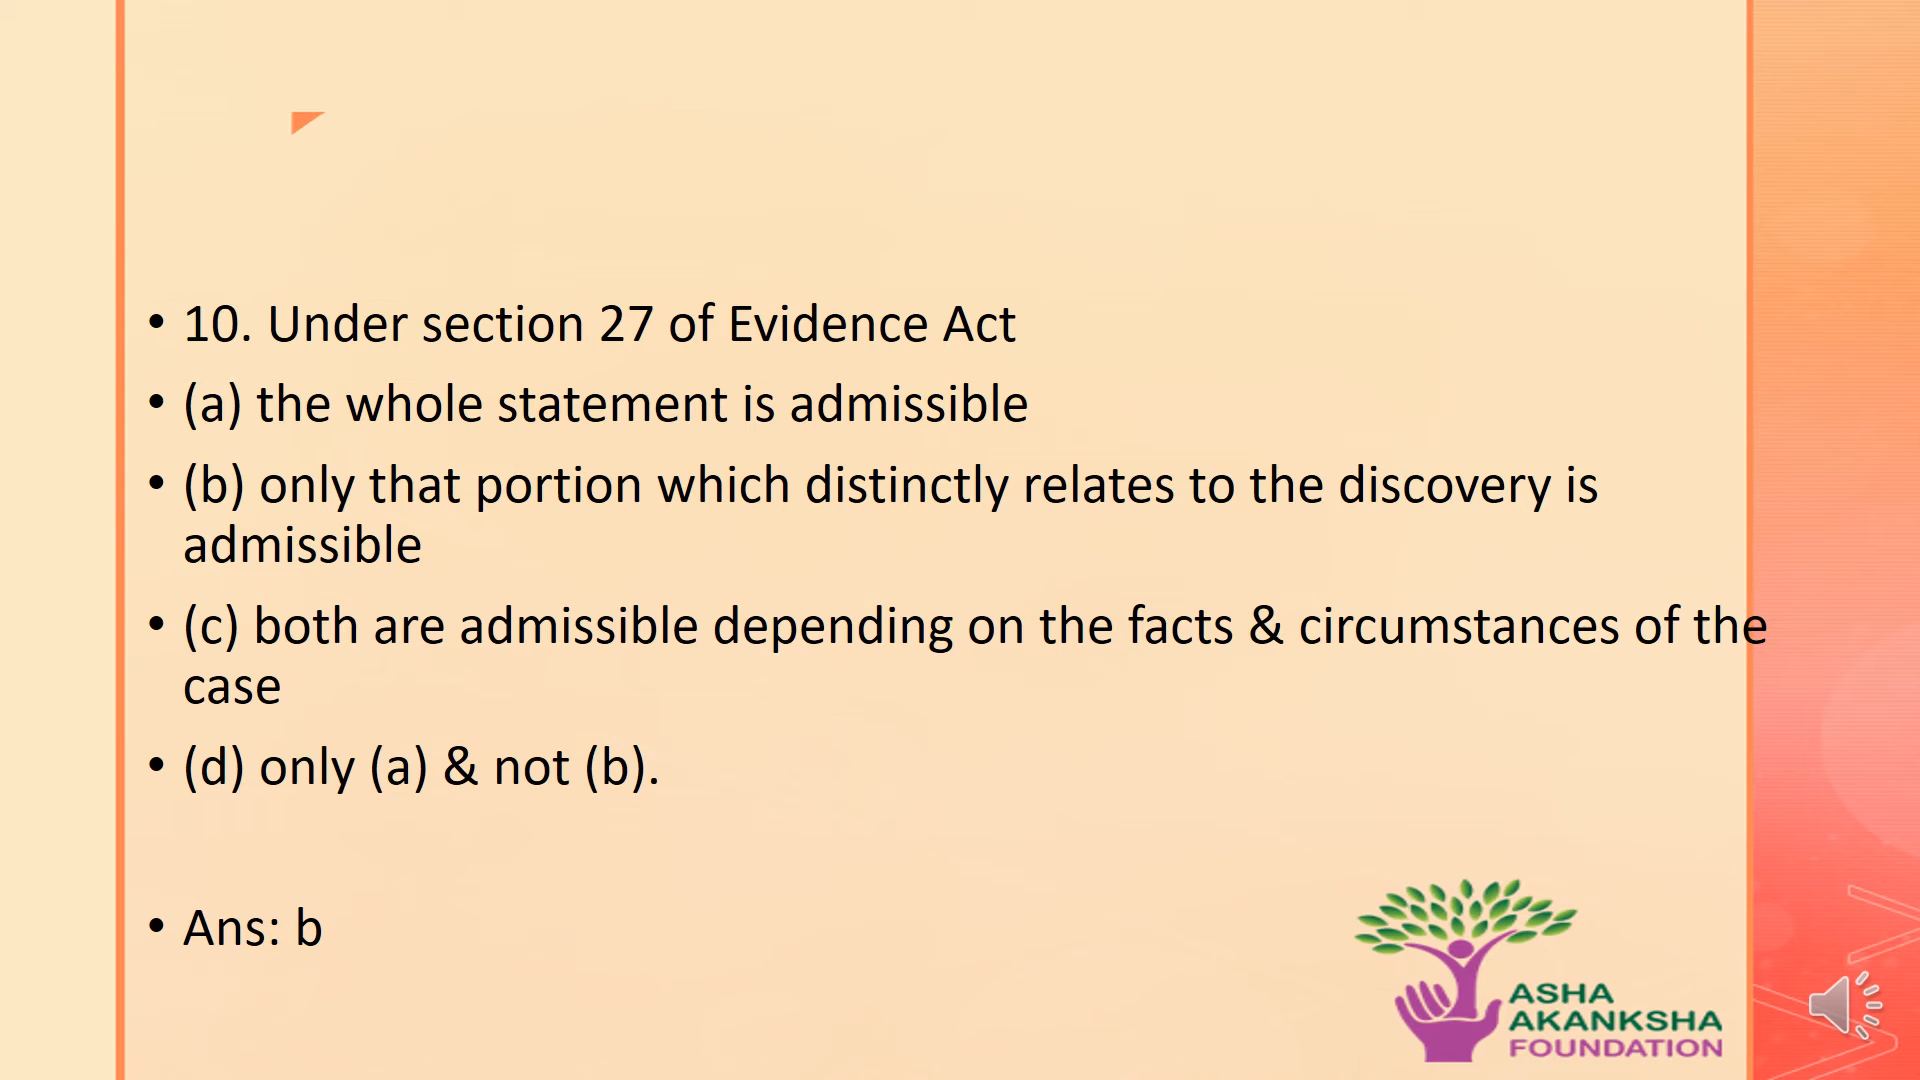 • 10. Under section 27 of Evidence Act
• (a) the whole statement is admissible
• (b) only that portion which distinctly relates to the discovery is
admissible
• (c) both are admissible depending on the facts & circumstances of the
case
• (d) only (a) & not (b).
• Ans: b
ASHA
AKANKSHA
FOUNDATION